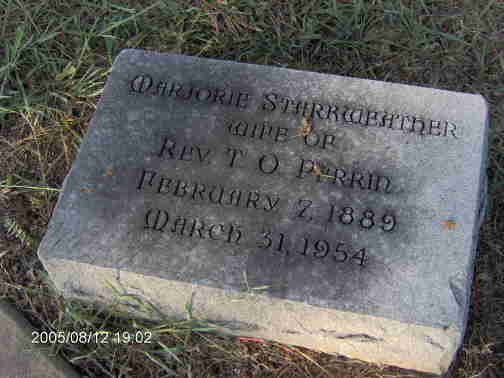 Marjorie Starkweather
wife of
Rev. T. O. Perrin
February 7, 1889
March 31, 1954
2005/08/12 19:02